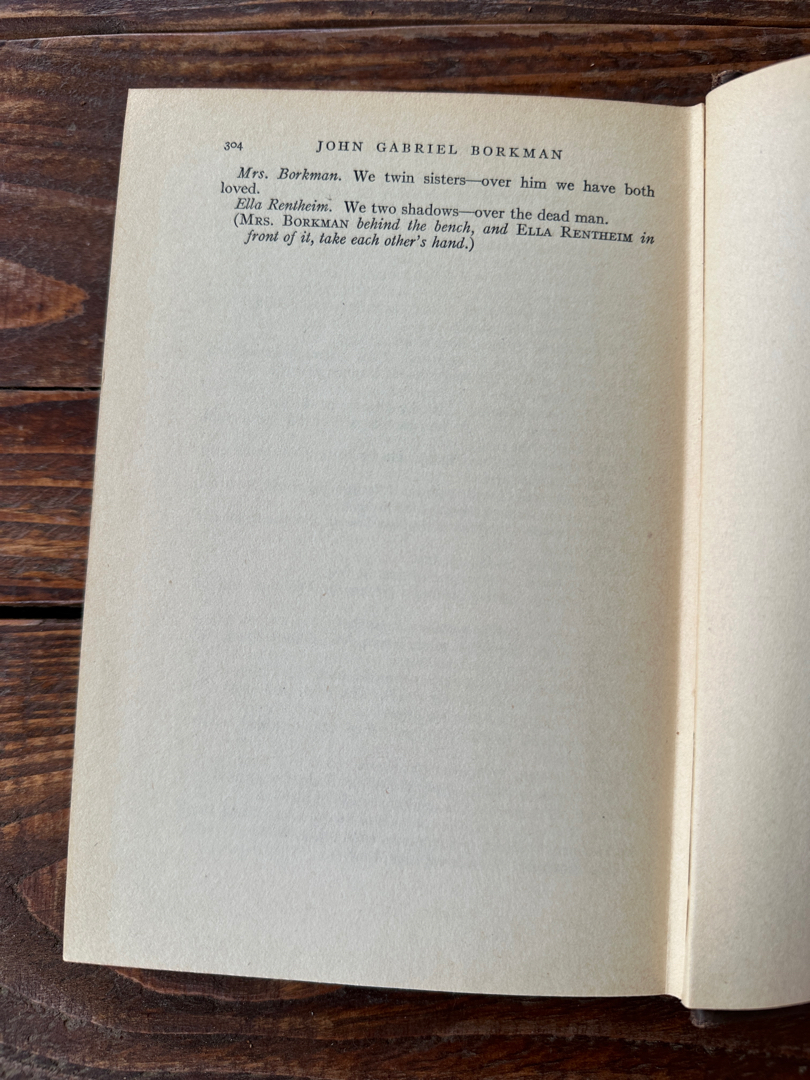 304 JOHN GABRIEL BORKMAN
Mrs. Borkman. We twin sisters—over him we have both
loved.
Ella Rentheim. We two shadows—over the dead man.
(MRS. BORKMAN behind the bench, and ELLA RENTHEIM in
front of it, take each other's hand.)